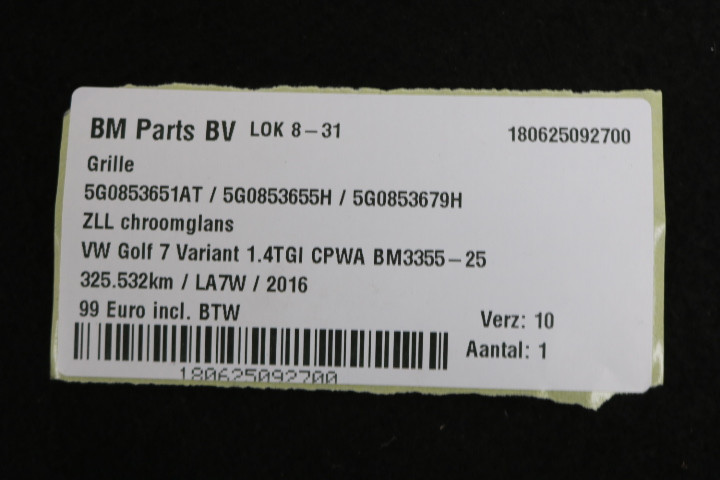 BM Parts BV LOK 8-31 180625092700
Grille
5G0853651AT / 5G0853655H / 5G0853679H
ZLL chroomglans
VW Golf 7 Variant 1.4TGI CPWA BM3355-25
325.532km / LA7W / 2016
99 Euro incl. BTW
Verz: 10
Aantal: 1
180625092700